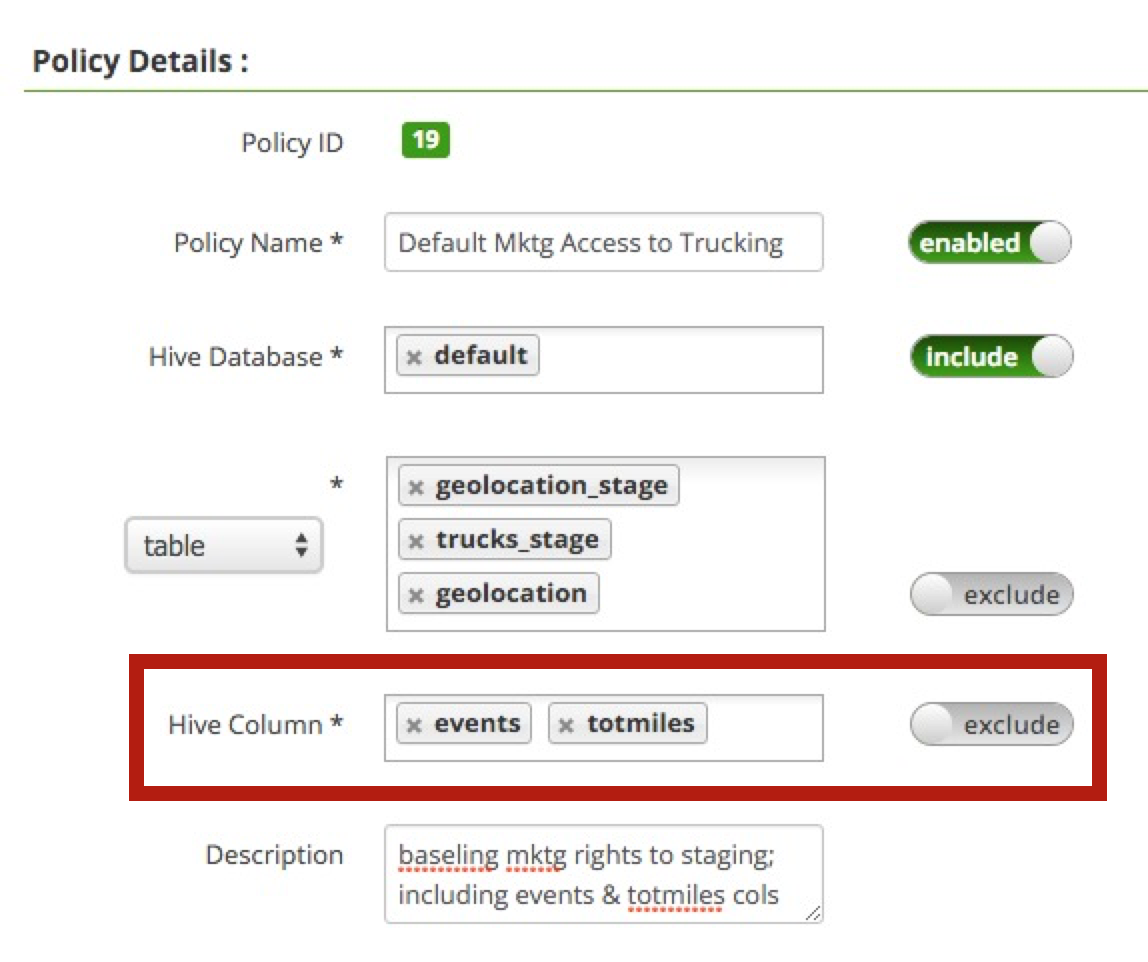 Policy Details :
Policy ID 19
Policy Name * Default Mktg Access to Trucking enabled
Hive Database * × default include
*
× geolocation_stage
× trucks_stage
table
× geolocation exclude
Hive Column * × events × totmiles exclude
Description baseling mktg rights to staging;
including events & totmiles cols